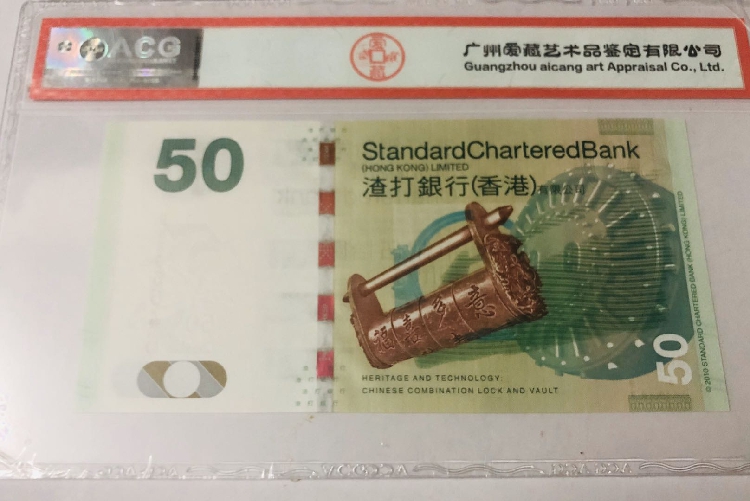 ACG
爱藏
广州爱藏艺术品鉴定有限公司
Guangzhou aicang art Appraisal Co., Ltd.
50
StandardCharteredBank
(HONG KONG) LIMITED
渣打銀行(香港)有限公司
HERITAGE AND TECHNOLOGY:
CHINESE COMBINATION LOCK AND VAULT
50
© 2010 STANDARD CHARTERED BANK (HONG KONG) LIMITED